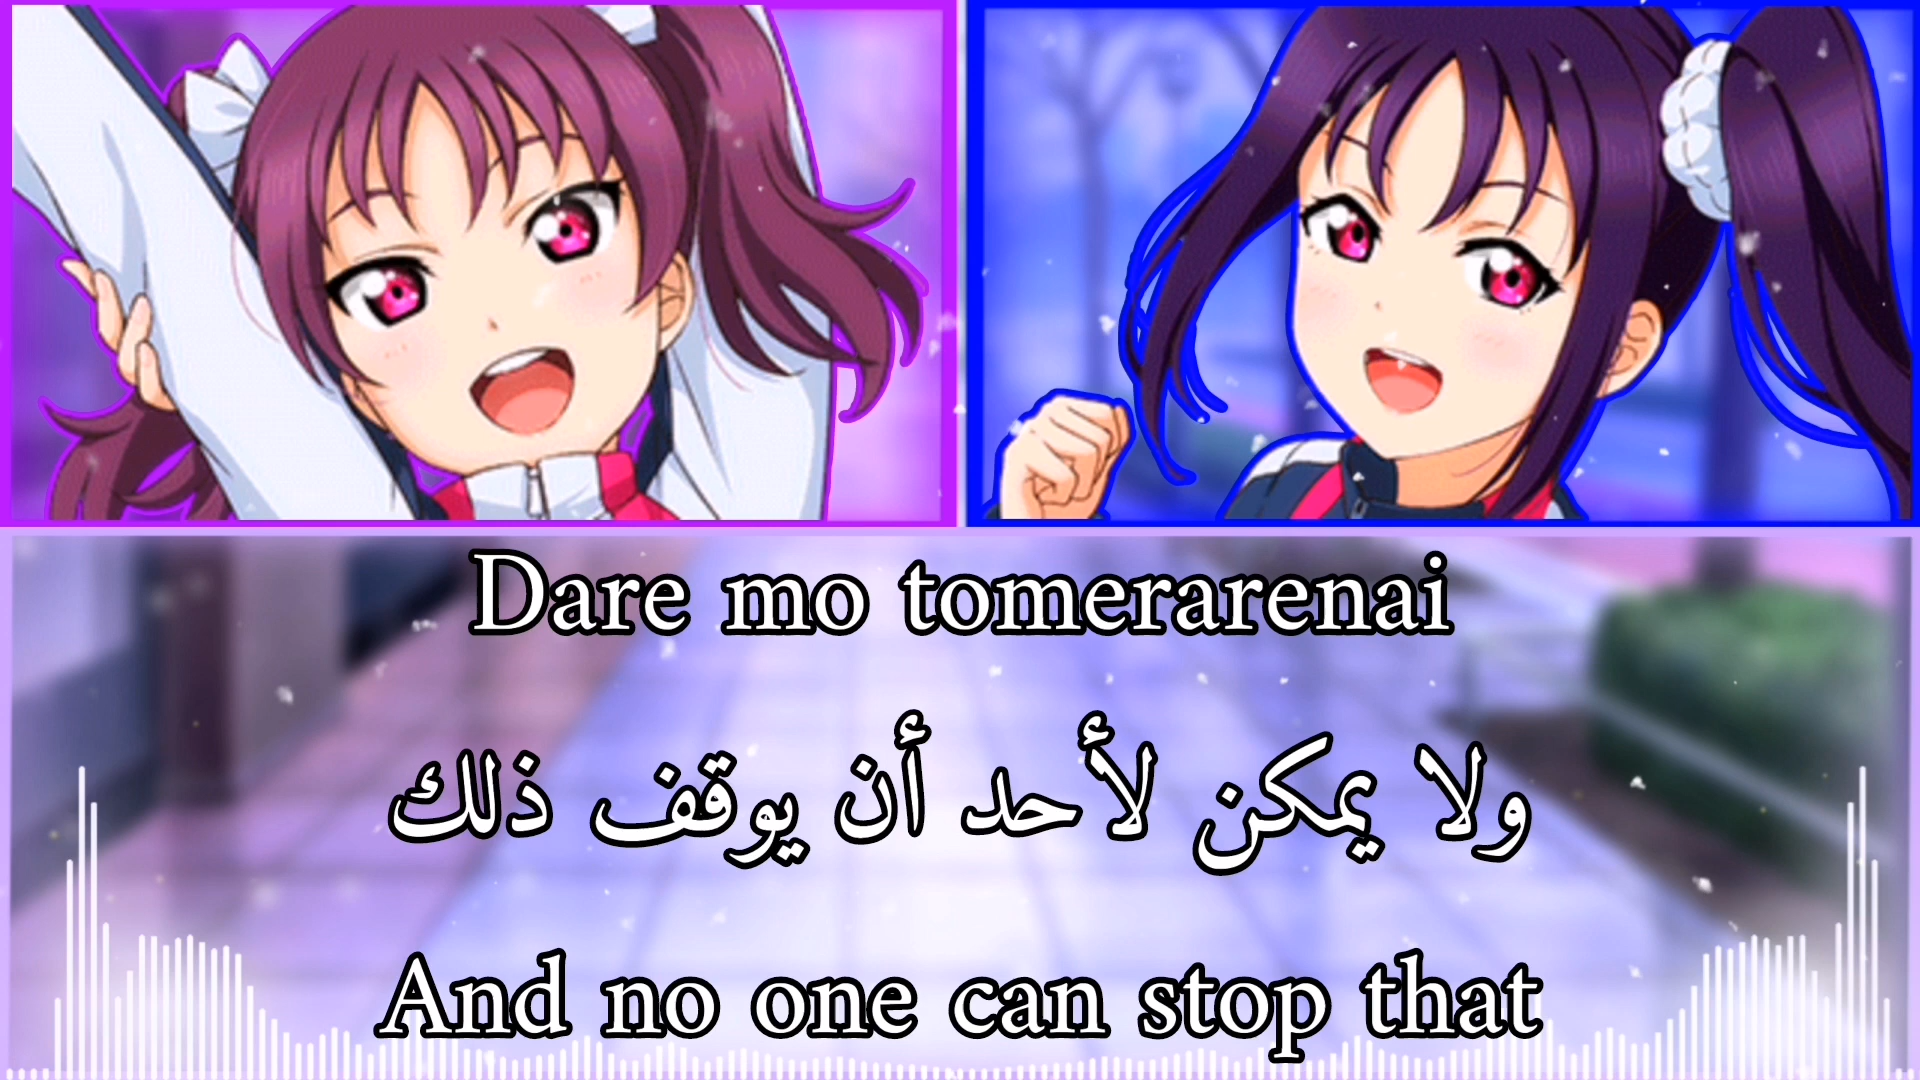 Dare mo tomerarenai
ولا يمكن لأحد أن يوقف ذلك
And no one can stop that